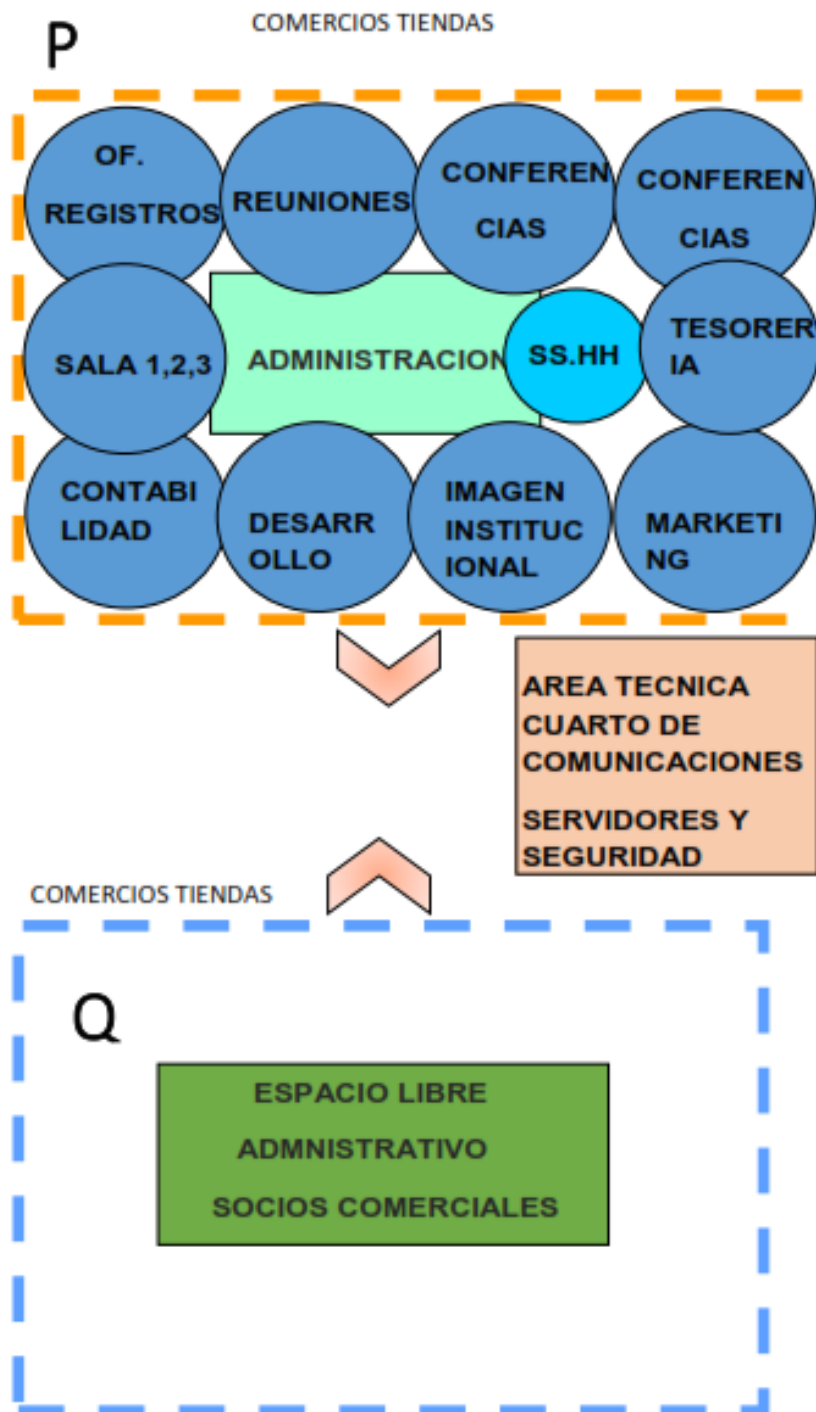 COMERCIOS TIENDAS
P
OF.
REGISTROS
REUNIONES
CONFEREN
CIAS
CONFEREN
CIAS
SALA 1,2,3
ADMINISTRACION
SS.HH
TESORER
IA
CONTABI
LIDAD
DESARR
OLLO
IMAGEN
INSTITUC
IONAL
MARKETI
NG
AREA TECNICA
CUARTO DE
COMUNICACIONES
SERVIDORES Y
SEGURIDAD
COMERCIOS TIENDAS
Q
ESPACIO LIBRE
ADMNISTRATIVO
SOCIOS COMERCIALES